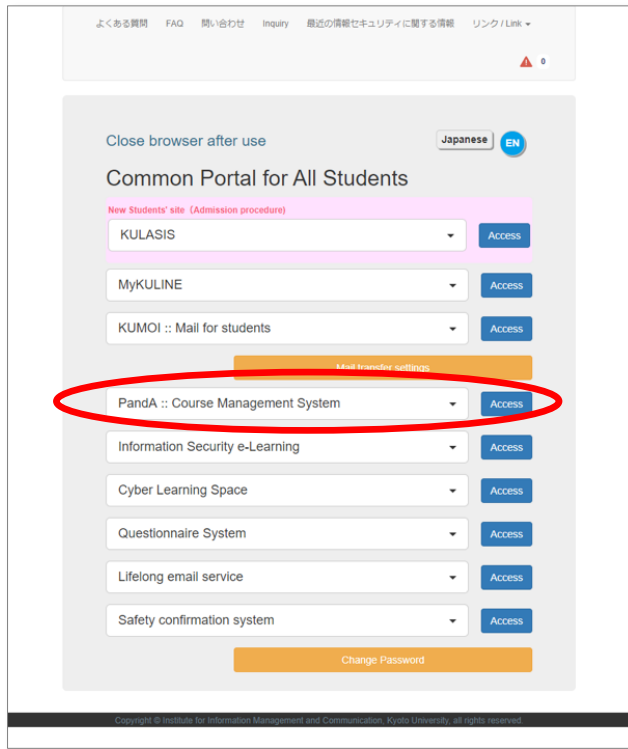 よくある質問 FAQ 問い合わせ Inquiry 最近の情報セキュリティに関する情報 リンク / Link
0
Close browser after use
Japanese EN
Common Portal for All Students
New Students' site (Admission procedure)
KULASIS Access
MyKULINE Access
KUMOI :: Mail for students Access
Mail transfer settings
PandA :: Course Management System Access
Information Security e-Learning Access
Cyber Learning Space Access
Questionnaire System Access
Lifelong email service Access
Safety confirmation system Access
Change Password
Copyright © Institute for Information Management and Communication, Kyoto University, all rights reserved.